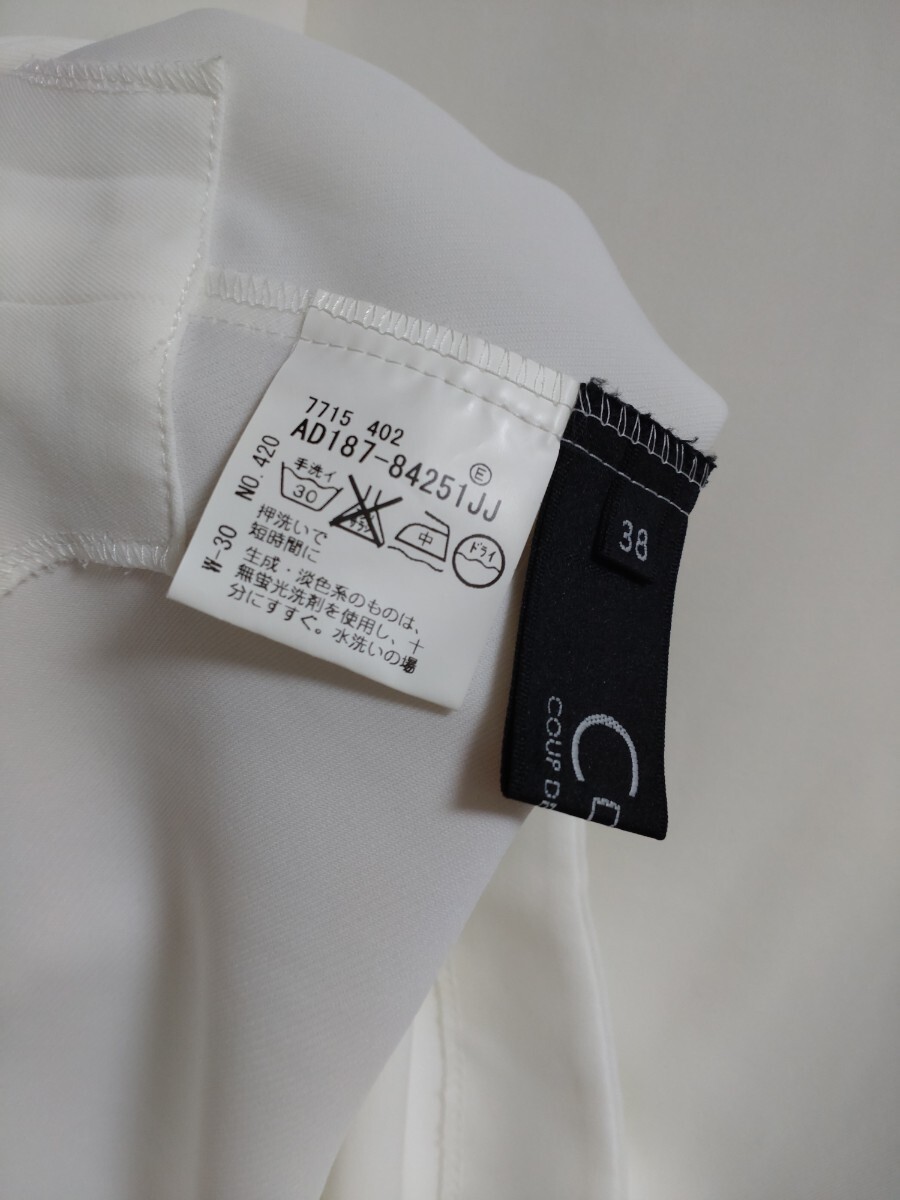 7715 402
AD187-84251JJ
E
手洗イ
30
中
ドライ
押洗いで
短時間に
生成・淡色系のものは、
無蛍光洗剤を使用し、十
分にすすぐ。水洗いの場
W-30 NO. 420
38
COUP